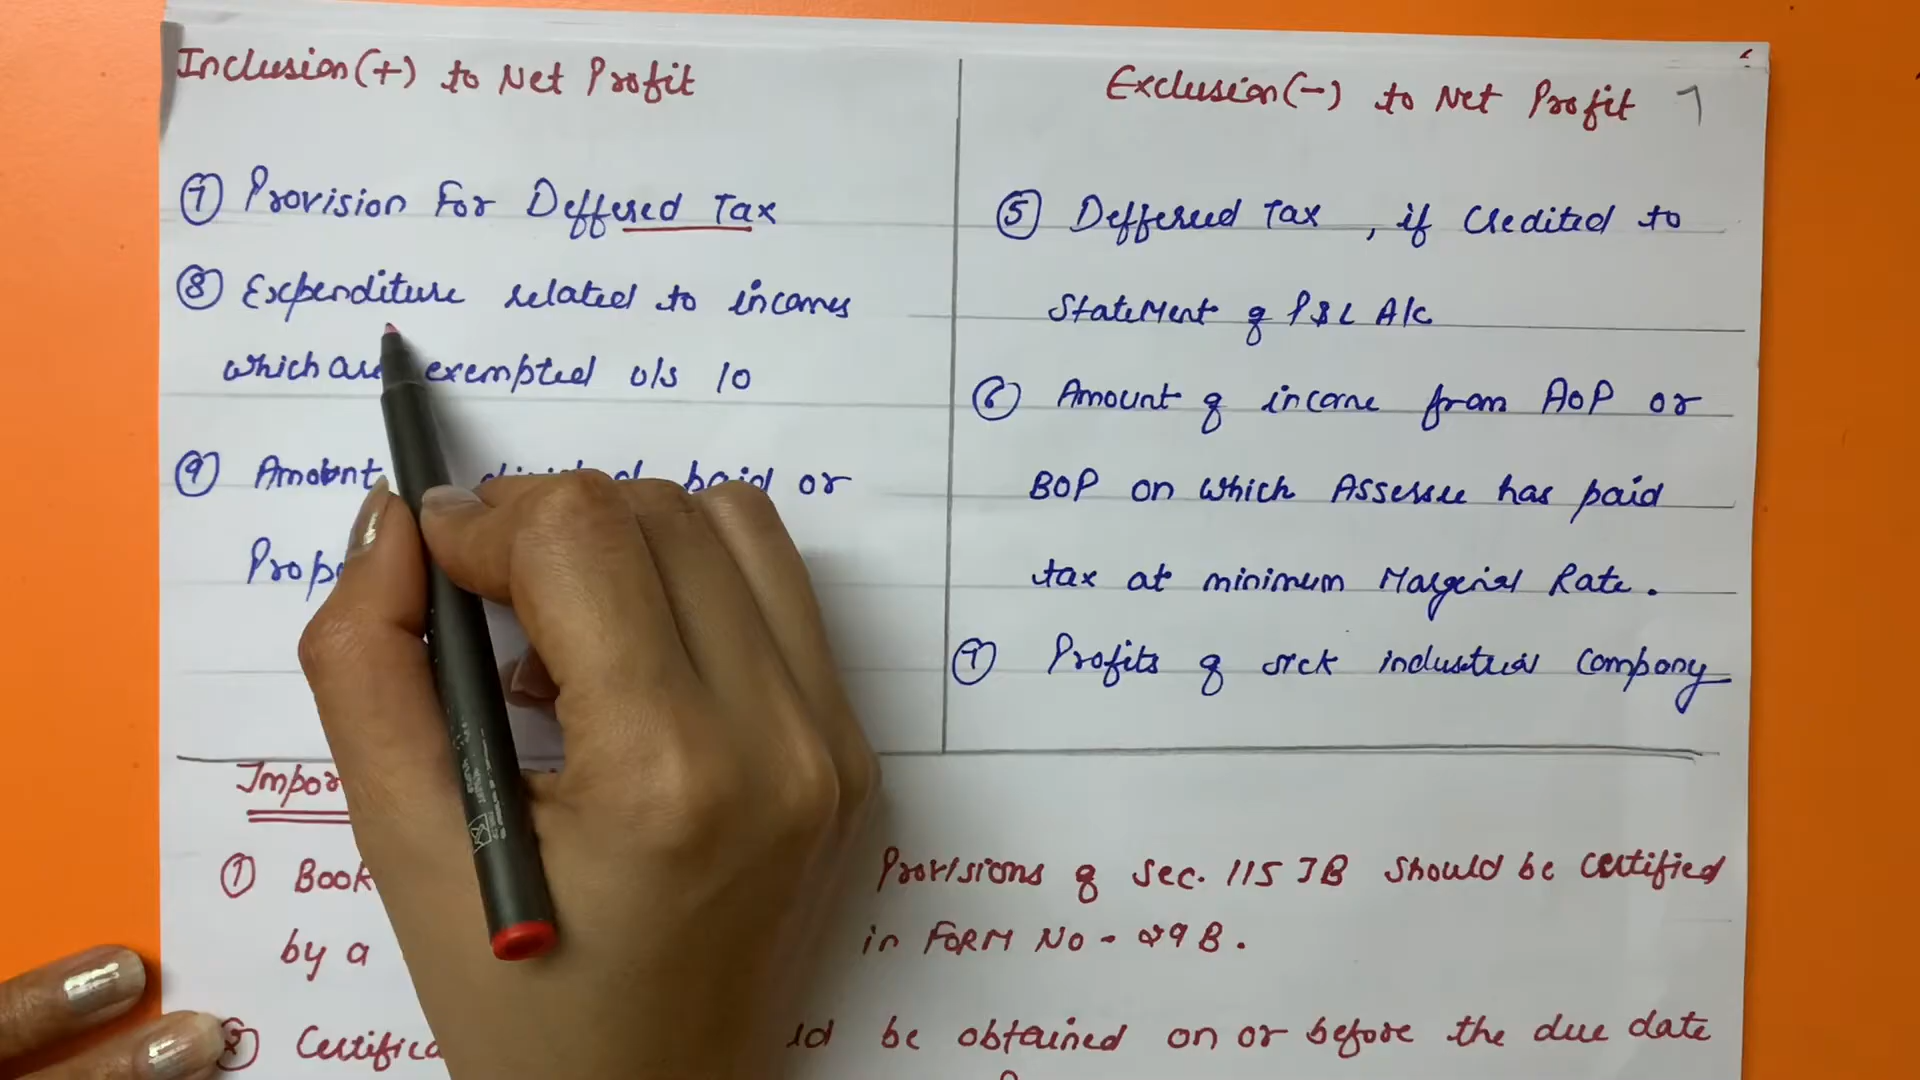 Inclusion(+) to Net Profit
⑦ Provision For Deffered Tax
⑧ Expenditure related to incomes
which are exempted u/s 10
⑨ Amount dividend paid or
Exclusion(-) to Net Profit
⑤ Deffered Tax , if Credited to
Statement of P&L A/c
⑥ Amount of income from AOP or
BOP on which Assessee has paid
tax at minimum Marginal Rate.
⑦ Profits of sick industrial Company
① Book Provisions of Sec. 115 JB should be certified
by a in FORM No - 29 B.
② be obtained on or before the due date